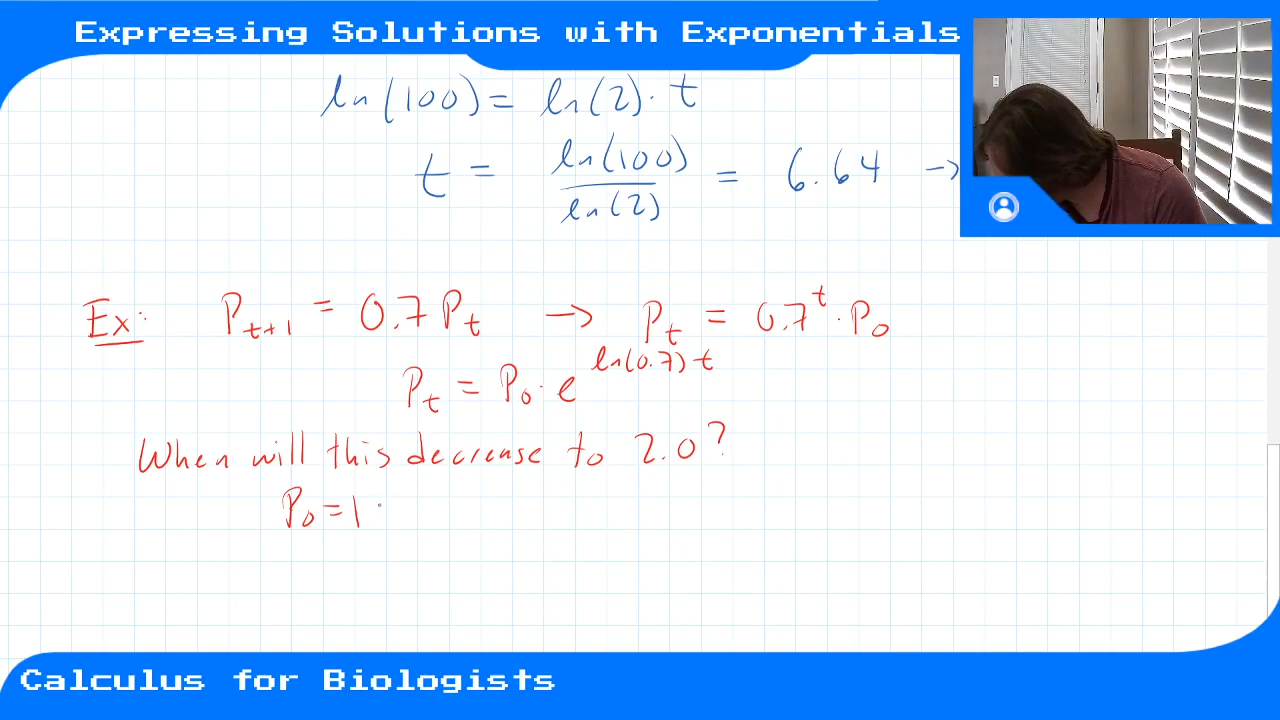 Expressing Solutions with Exponentials
ln(100) = ln(2) · t
t = ln(100) / ln(2) = 6.64 →
Ex: P_{t+1} = 0.7 P_t → P_t = 0.7^t · P_0
P_t = P_0 · e^{ln(0.7) t}
When will this decrease to 2.0?
P_0 = 1
Calculus for Biologists